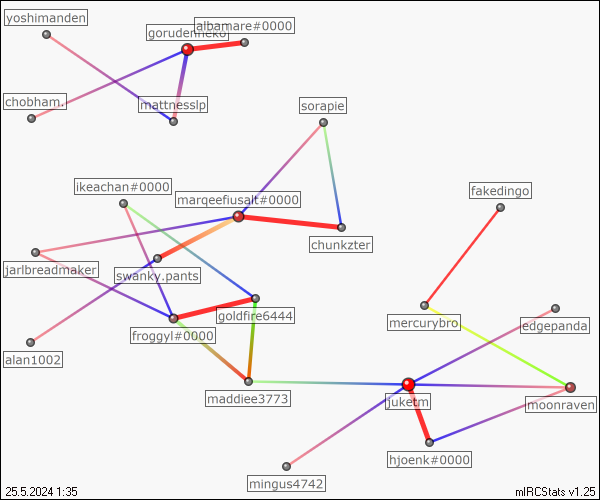 yoshimanden
albamare#0000
gorudenneko
chobham.
mattnesslp
sorapie
ikeachan#0000
marqeefiusalt#0000
fakedingo
chunkzter
jarlbreadmaker
swanky.pants
goldfire6444
mercurybro
edgepanda
froggyl#0000
alan1002
maddiee3773
juketm
moonraven
hjoenk#0000
mingus4742
25.5.2024 1:35
mIRCStats v1.25